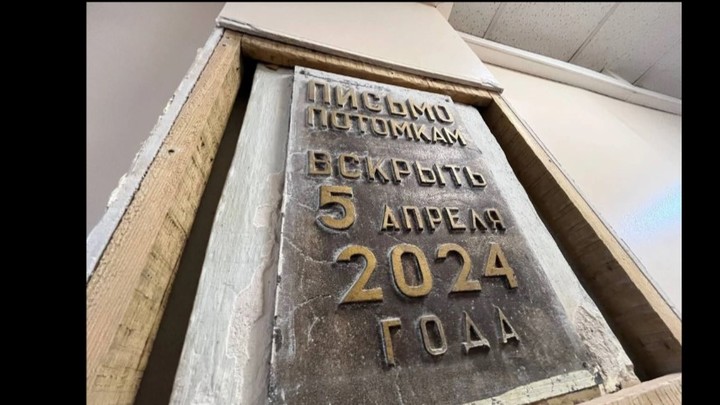 ПИСЬМО
ПОТОМКАМ
ВСКРЫТЬ
5 АПРЕЛЯ
2024
ГОДА